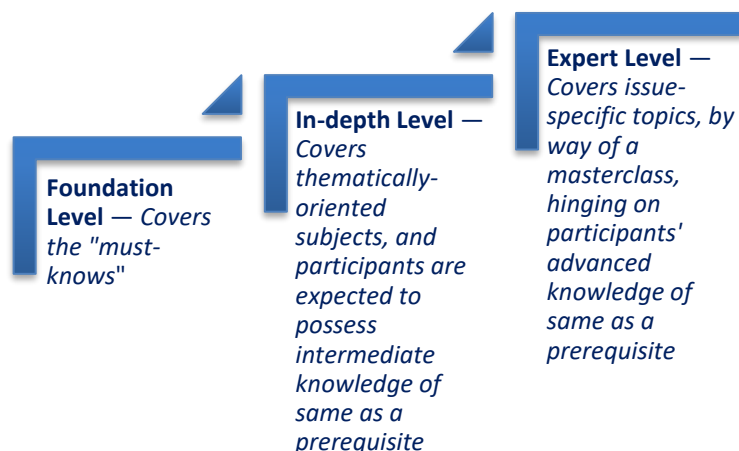 Foundation
Level — Covers
the "must-
knows"
In-depth Level —
Covers
thematically-
oriented
subjects, and
participants are
expected to
possess
intermediate
knowledge of
same as a
prerequisite
Expert Level —
Covers issue-
specific topics, by
way of a
masterclass,
hinging on
participants'
advanced
knowledge of
same as a
prerequisite